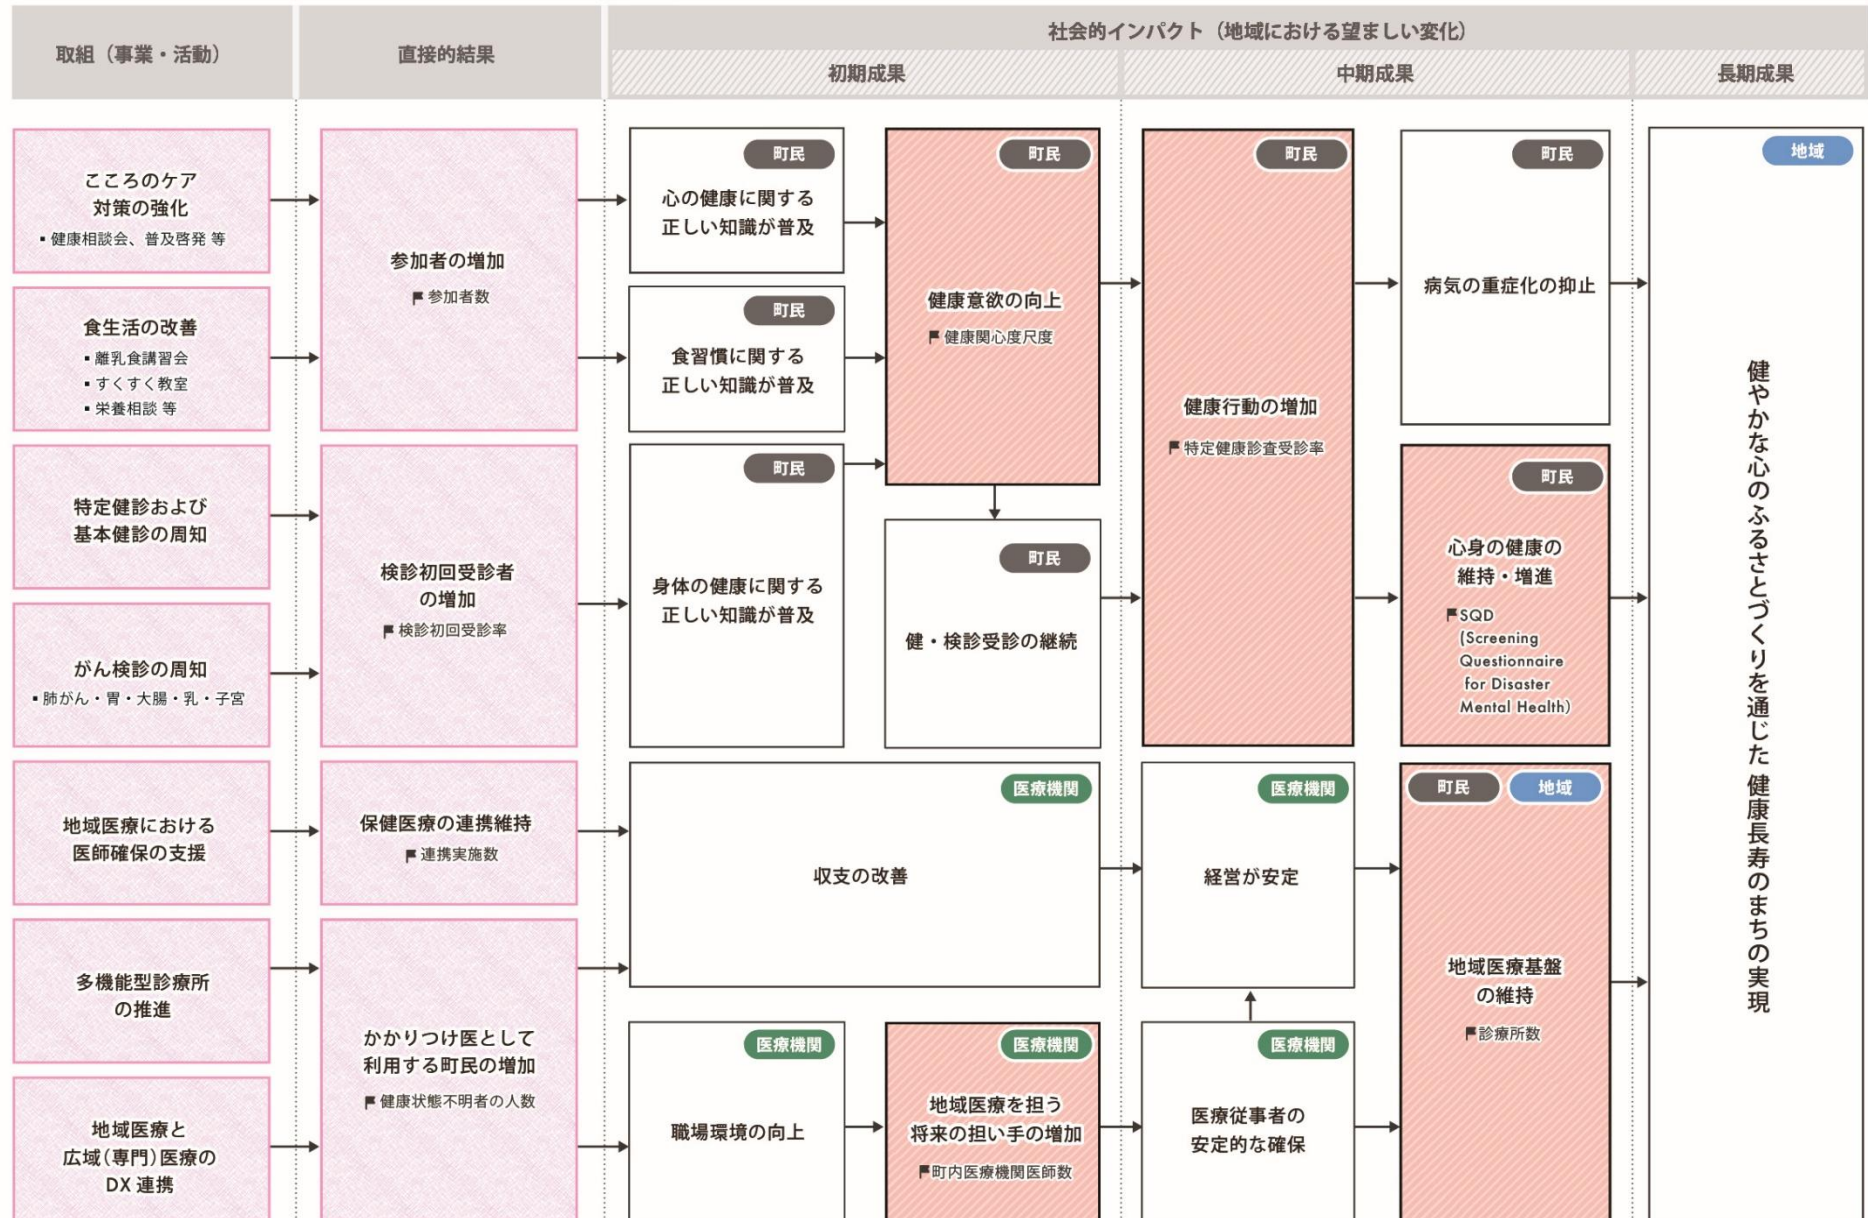 取組（事業・活動）
直接的結果
社会的インパクト（地域における望ましい変化）
初期成果
中期成果
長期成果
こころのケア
対策の強化
▪ 健康相談会、普及啓発 等
食生活の改善
▪ 離乳食講習会
▪ すくすく教室
▪ 栄養相談 等
特定健診および
基本健診の周知
がん検診の周知
▪ 肺がん・胃・大腸・乳・子宮
地域医療における
医師確保の支援
多機能型診療所
の推進
地域医療と
広域（専門）医療の
DX 連携
参加者の増加
参加者数
検診初回受診者
の増加
検診初回受診率
保健医療の連携維持
連携実施数
かかりつけ医として
利用する町民の増加
健康状態不明者の人数
町民
心の健康に関する
正しい知識が普及
町民
食習慣に関する
正しい知識が普及
町民
身体の健康に関する
正しい知識が普及
町民
健康意欲の向上
健康関心度尺度
町民
健・検診受診の継続
医療機関
収支の改善
医療機関
職場環境の向上
医療機関
地域医療を担う
将来の担い手の増加
町内医療機関医師数
町民
健康行動の増加
特定健康診査受診率
医療機関
経営が安定
医療機関
医療従事者の
安定的な確保
町民
病気の重症化の抑止
町民
心身の健康の
維持・増進
SQD
(Screening
Questionnaire
for Disaster
Mental Health)
町民 地域
地域医療基盤
の維持
診療所数
地域
健やかな心のふるさとづくりを通じた 健康長寿のまちの実現